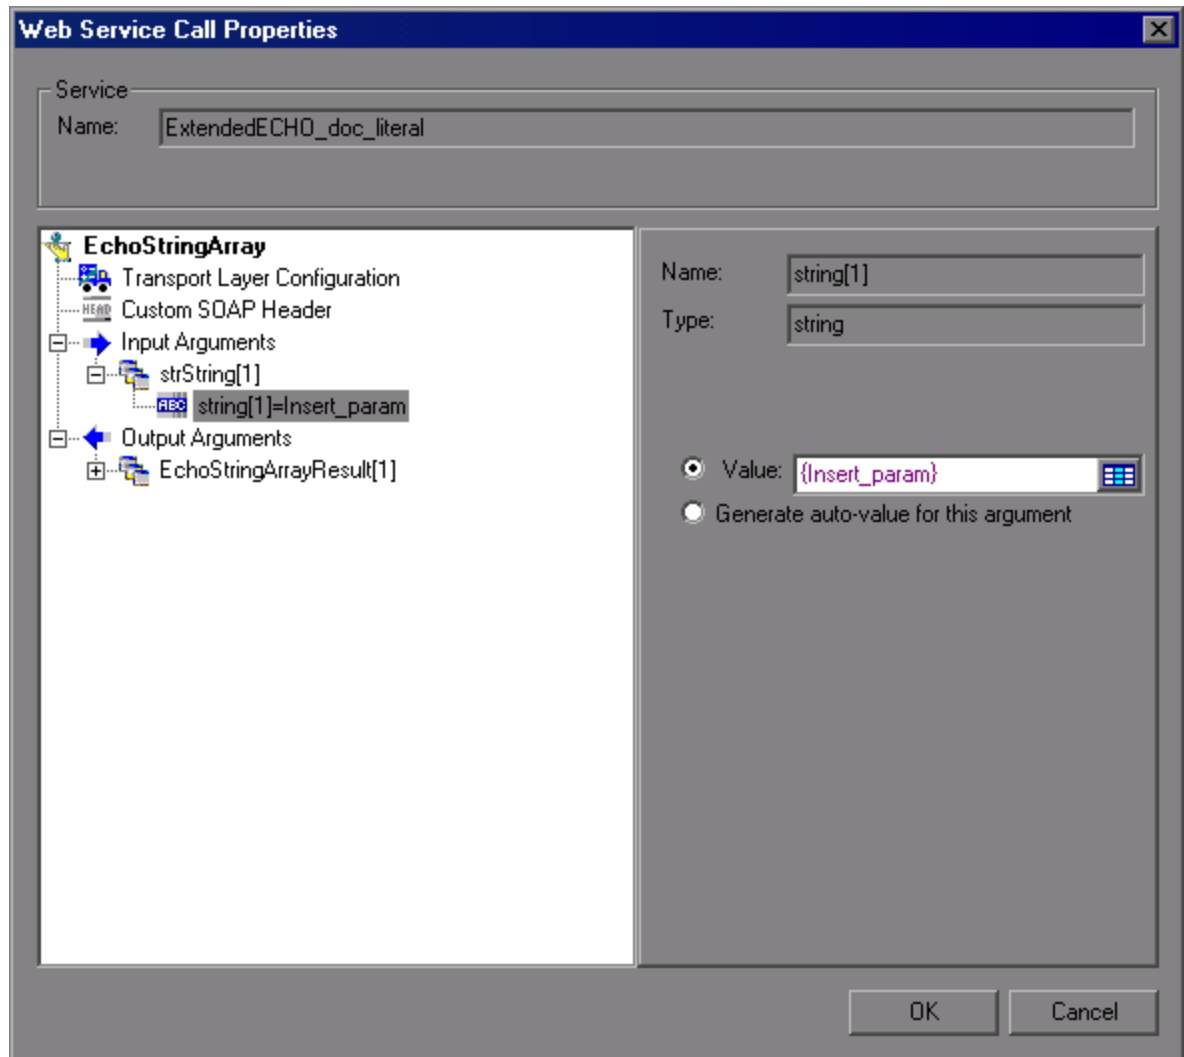 Web Service Call Properties
Service
Name: ExtendedECHO_doc_literal
EchoStringArray
Transport Layer Configuration
HEAD Custom SOAP Header
Input Arguments
strString[1]
ABC string[1]=Insert_param
Output Arguments
EchoStringArrayResult[1]
Name: string[1]
Type: string
Value: {Insert_param}
Generate auto-value for this argument
OK Cancel